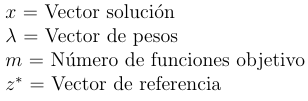 x = Vector solución
λ = Vector de pesos
m = Número de funciones objetivo
z* = Vector de referencia